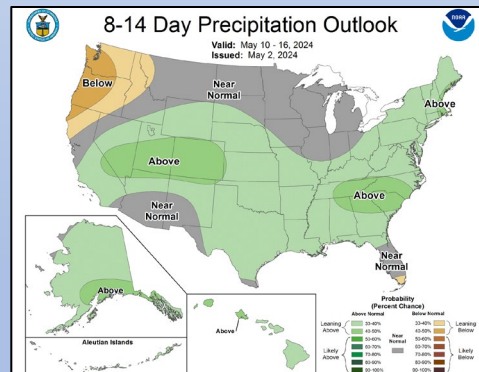 8-14 Day Precipitation Outlook
Valid: May 10 - 16, 2024
Issued: May 2, 2024
NOAA
Below
Near
Normal
Above
Above
Near
Normal
Above
Near
Normal
Above
Aleutian Islands
Above
Probability
(Percent Chance)
Above Normal
Below Normal
Leaning
Above
Likely
Above
33-40%
40-50%
50-60%
60-70%
70-80%
80-90%
90-100%
Near
Normal
33-40%
40-50%
50-60%
60-70%
70-80%
80-90%
90-100%
Leaning
Below
Likely
Below